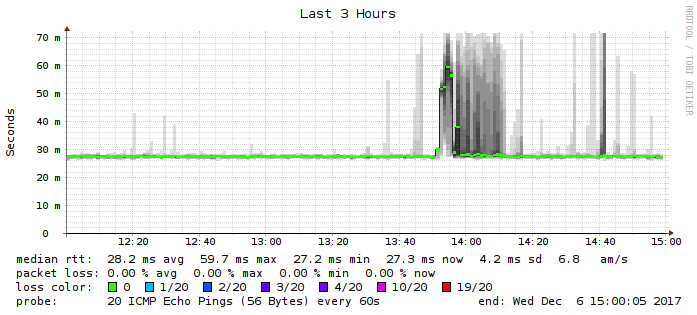 Last 3 Hours
RRDTOOL / TOBI OETIKER
Seconds
70 m
60 m
50 m
40 m
30 m
20 m
10 m
0
12:20 12:40 13:00 13:20 13:40 14:00 14:20 14:40 15:00
median rtt: 28.2 ms avg 59.7 ms max 27.2 ms min 27.3 ms now 4.2 ms sd 6.8 am/s
packet loss: 0.00 % avg 0.00 % max 0.00 % min 0.00 % now
loss color: 0 1/20 2/20 3/20 4/20 10/20 19/20
probe: 20 ICMP Echo Pings (56 Bytes) every 60s end: Wed Dec 6 15:00:05 2017